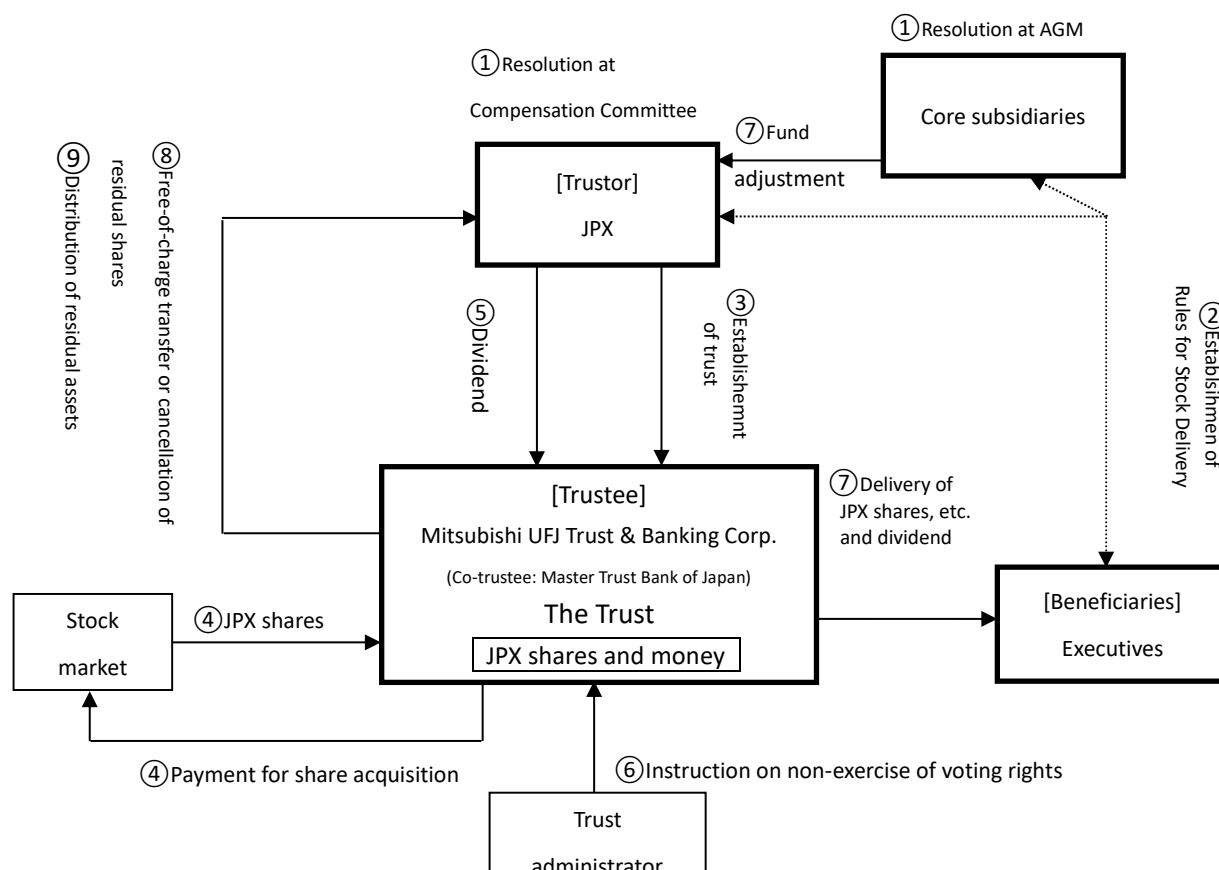 ①Resolution at AGM
Core subsidiaries
①Resolution at
Compensation Committee
⑦Fund
adjustment
[Trustor]
JPX
⑨Distribution of residual assets
⑧Free-of-charge transfer or cancellation of
residual shares
⑤Dividend
③Establishemnt
of trust
②Establsihmen of
Rules for Stock Delivery
[Trustee]
Mitsubishi UFJ Trust & Banking Corp.
(Co-trustee: Master Trust Bank of Japan)
The Trust
JPX shares and money
⑦Delivery of
JPX shares, etc.
and dividend
[Beneficiaries]
Executives
Stock
market
④JPX shares
④Payment for share acquisition
⑥Instruction on non-exercise of voting rights
Trust
administrator